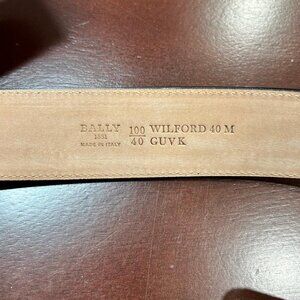 BALLY
1851
MADE IN ITALY
100 WILFORD 40 M
40 GUVK